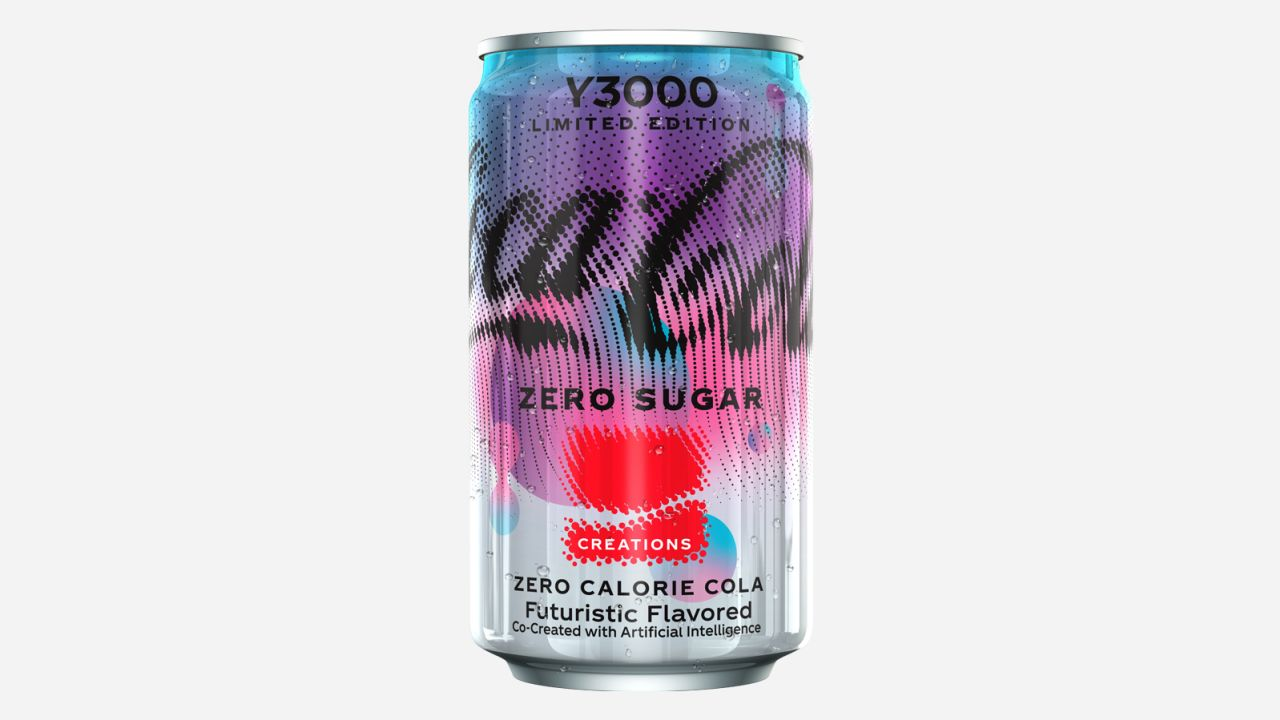 Y3000
LIMITED EDITION
ZERO SUGAR
CREATIONS
ZERO CALORIE COLA
Futuristic Flavored
Co-Created with Artificial Intelligence